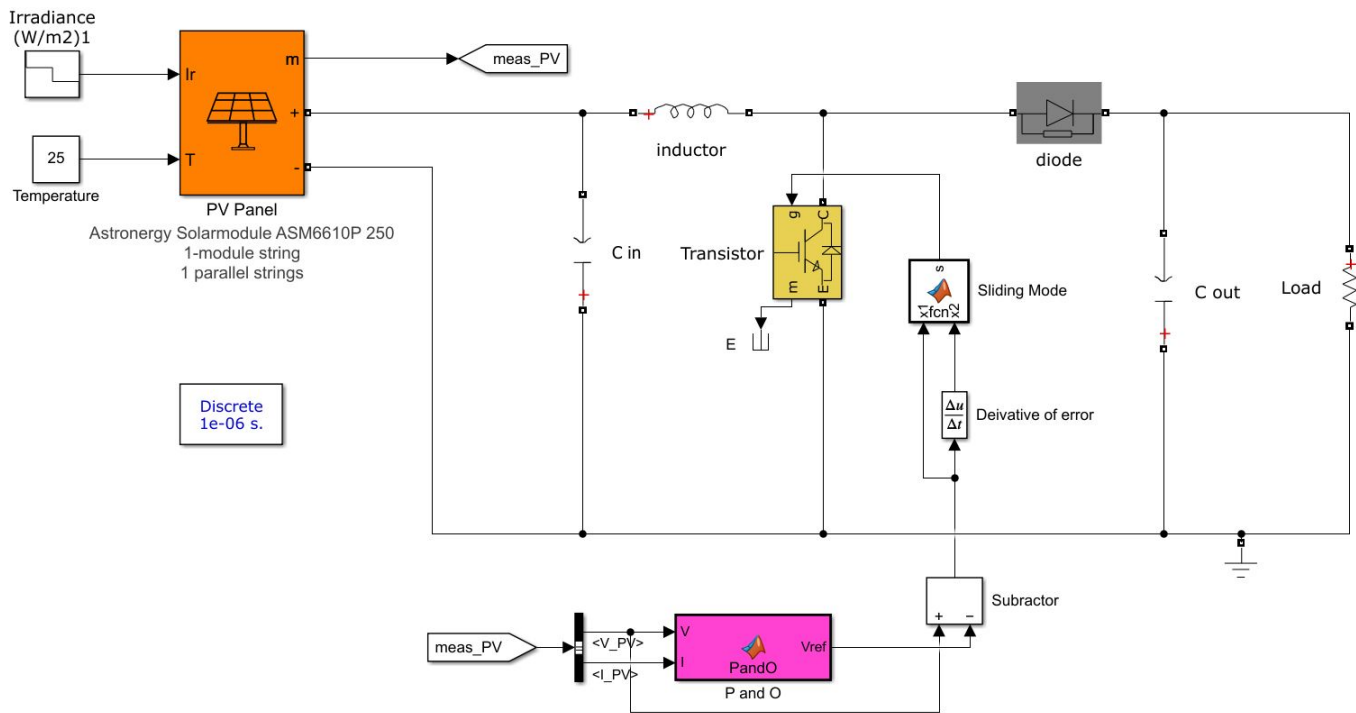 Irradiance
(W/m2)1
Ir
m
+
T
-
meas_PV
25
Temperature
PV Panel
Astronergy Solarmodule ASM6610P 250
1-module string
1 parallel strings
inductor
diode
C in
Transistor
g
C
m
E
E
s
x1
fcn
x2
Sliding Mode
C out
Load
Discrete
1e-06 s.
Δu
Δt
Deivative of error
+
−
Subractor
meas_PV
<V_PV>
<I_PV>
V
I
PandO
Vref
P and O